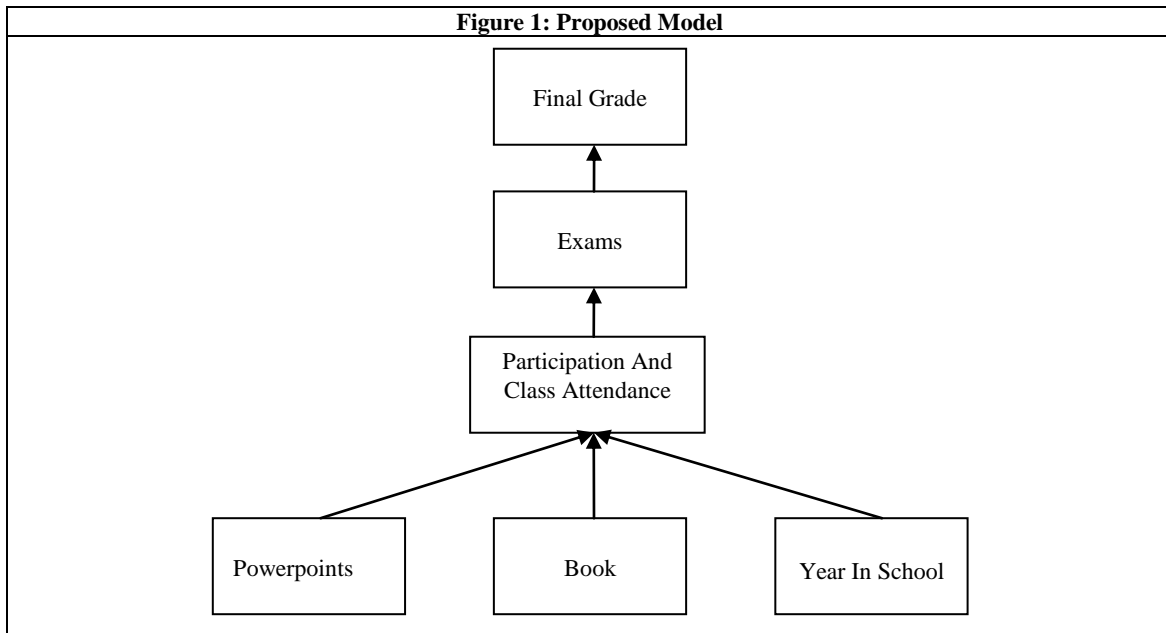 Figure 1: Proposed Model
Final Grade
Exams
Participation And
Class Attendance
Powerpoints
Book
Year In School